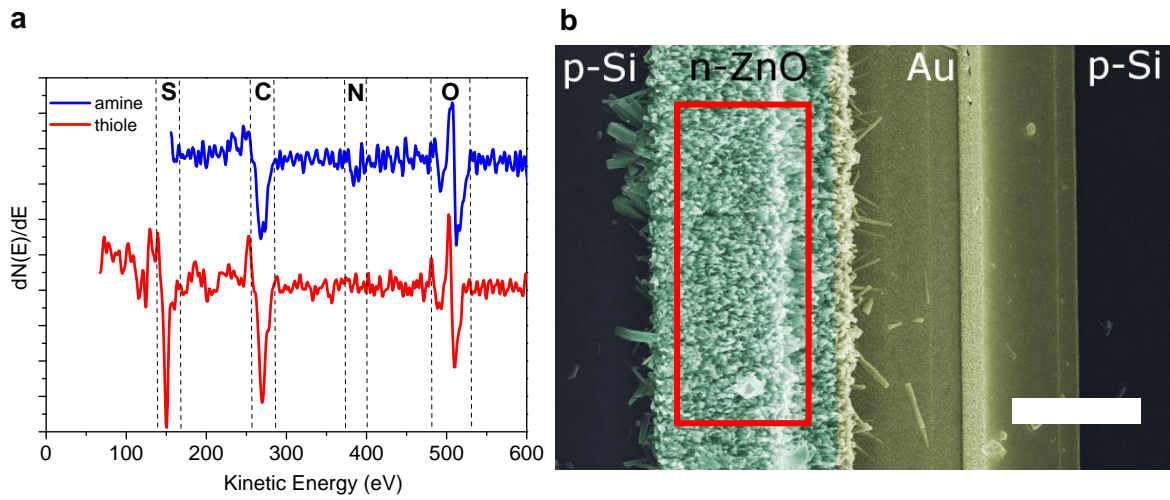 a
S C N O
amine
thiole
dN(E)/dE
0 100 200 300 400 500 600
Kinetic Energy (eV)
b
p-Si n-ZnO Au p-Si